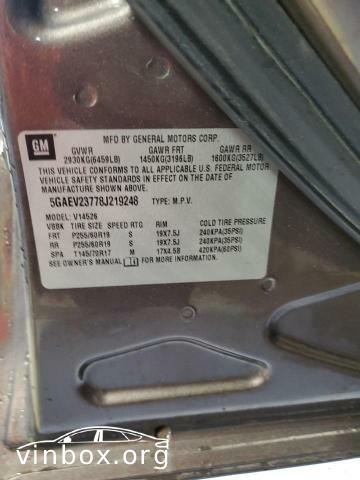 GM
MFD BY GENERAL MOTORS CORP.
GVWR GAWR FRT GAWR RR
2930KG(6459LB) 1450KG(3196LB) 1600KG(3527LB)
THIS VEHICLE CONFORMS TO ALL APPLICABLE U.S. FEDERAL MOTOR
VEHICLE SAFETY STANDARDS IN EFFECT ON THE DATE OF
MANUFACTURE SHOWN ABOVE.
5GAEV23778J219248 TYPE: M.P.V.
MODEL: V14526
VBBK TIRE SIZE SPEED RTG RIM COLD TIRE PRESSURE
FRT P255/60R19 S 19X7.5J 240KPA(35PSI)
RR P255/60R19 S 19X7.5J 240KPA(35PSI)
SPA T145/70R17 M 17X4.5B 420KPA(60PSI)
SEE OWNER'S MANUAL FOR MORE INFORMATION.
vinbox.org